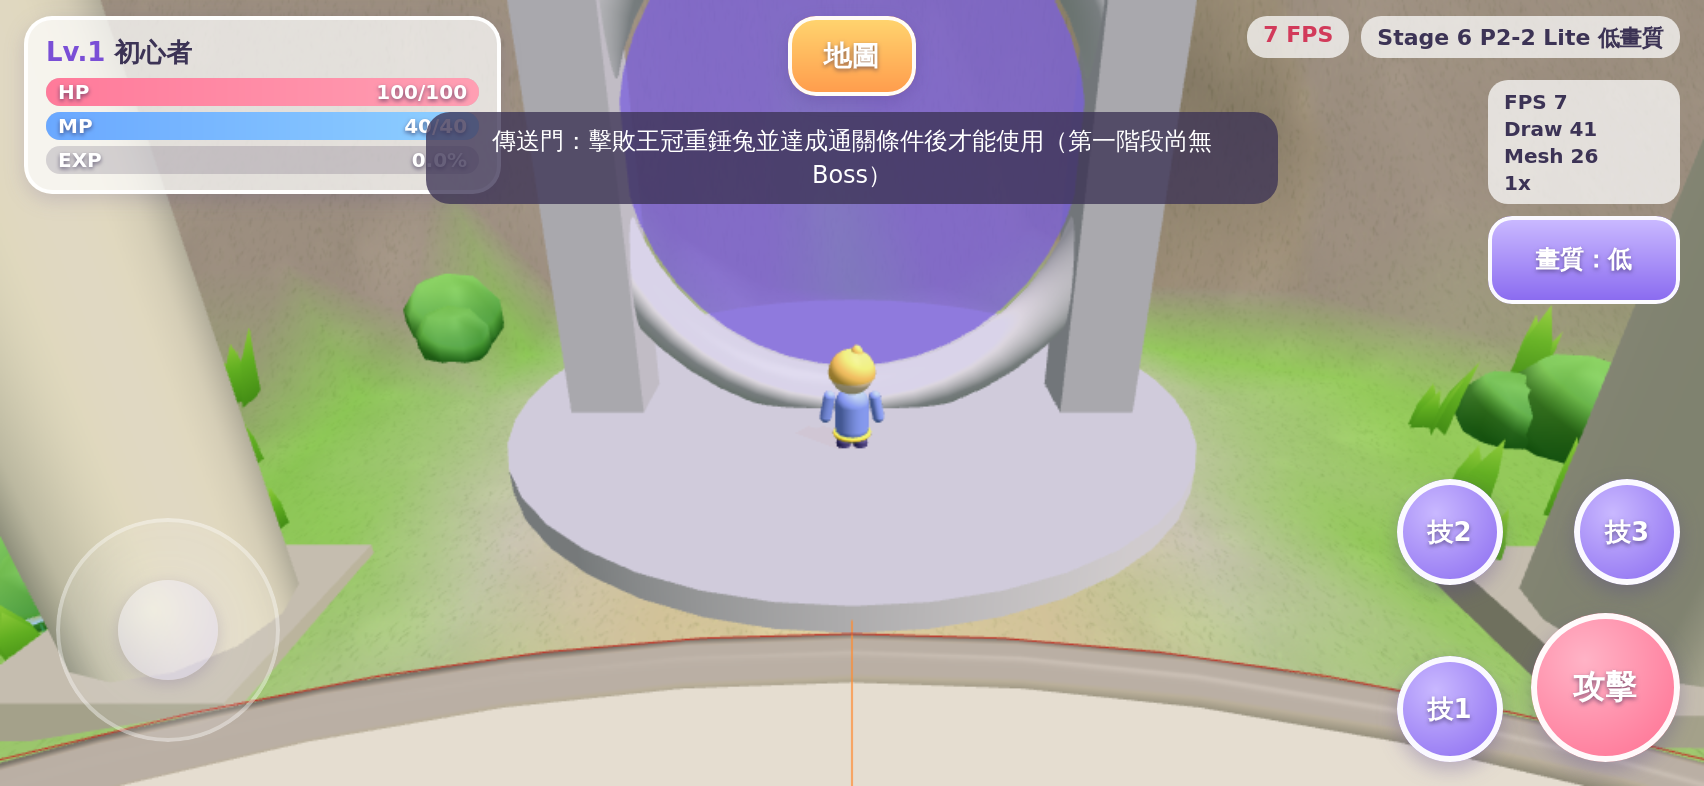 Lv.1 初心者
HP 100/100
MP 40/40
EXP 0.0%
地圖
7 FPS
Stage 6 P2-2 Lite 低畫質
傳送門：擊敗王冠重錘兔並達成通關條件後才能使用（第一階段尚無
Boss）
FPS 7
Draw 41
Mesh 26
1x
畫質：低
技2
技3
技1
攻擊